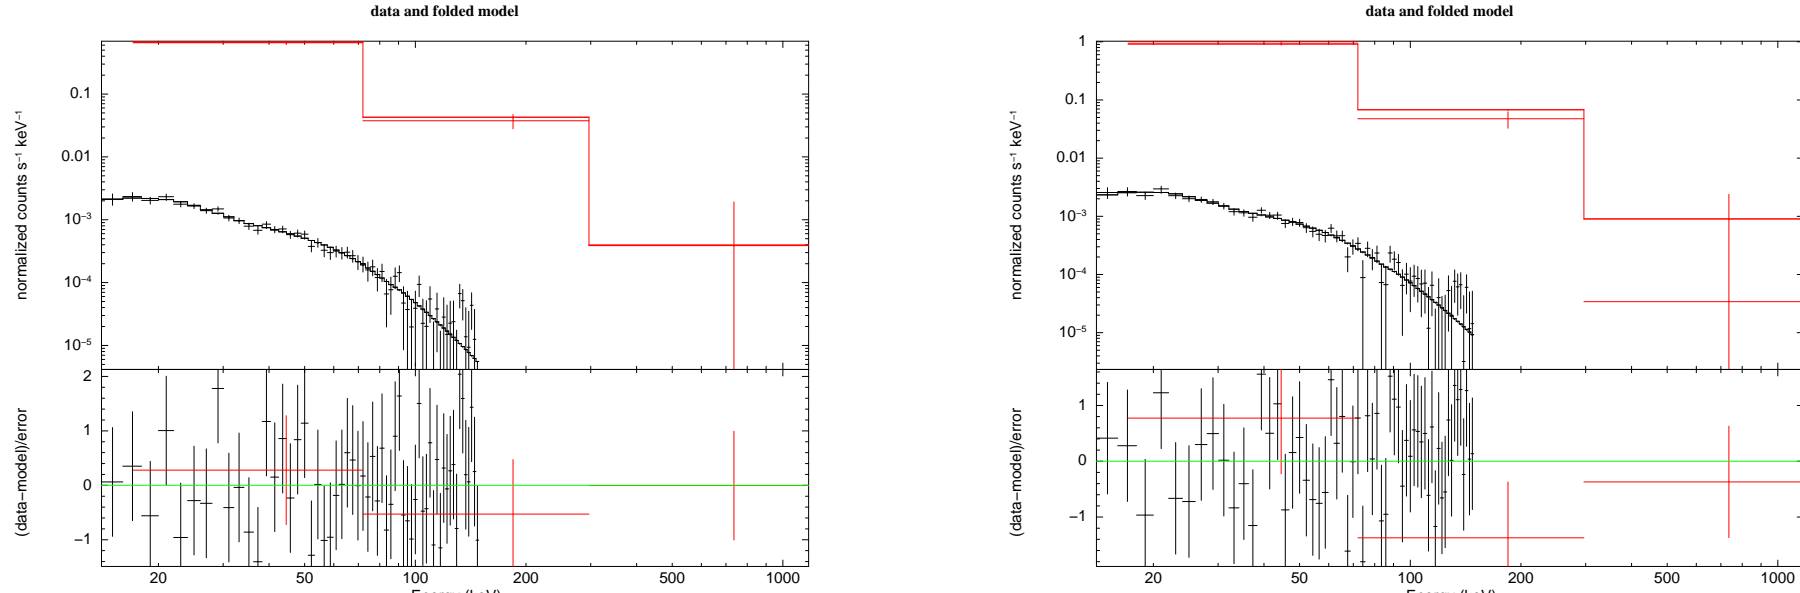 data and folded model
normalized counts s⁻¹ keV⁻¹
0.1
0.01
10⁻³
10⁻⁴
10⁻⁵
(data−model)/error
2
1
0
−1
20 50 100 200 500 1000
data and folded model
normalized counts s⁻¹ keV⁻¹
1
0.1
0.01
10⁻³
10⁻⁴
10⁻⁵
(data−model)/error
1
0
−1
20 50 100 200 500 1000